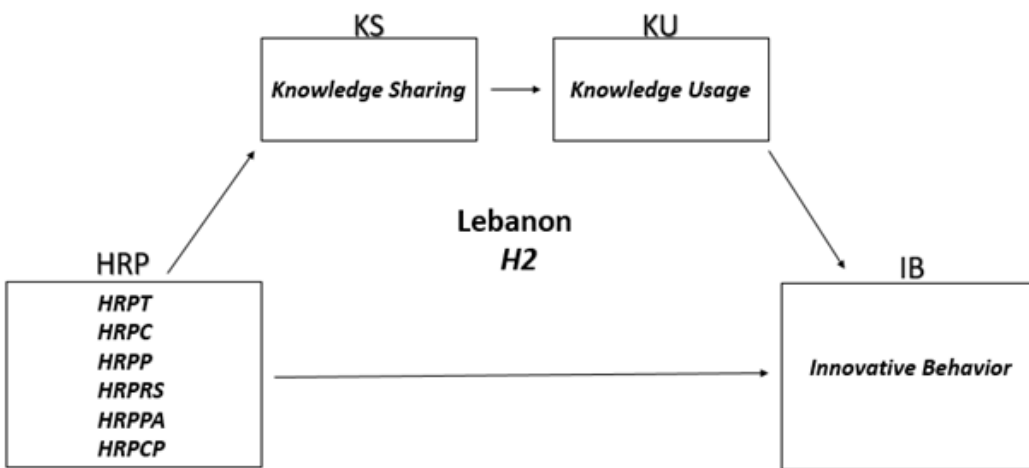 KS
KU
Knowledge Sharing
Knowledge Usage
Lebanon
H2
HRP
IB
HRPT
HRPC
HRPP
HRPRS
HRPPA
HRPCP
Innovative Behavior